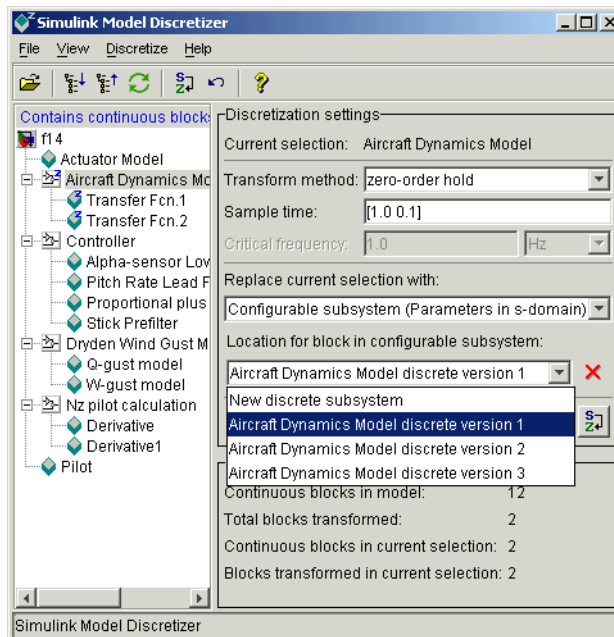 Simulink Model Discretizer
File View Discretize Help
Contains continuous block
f14
Actuator Model
Aircraft Dynamics Mo
Transfer Fcn.1
Transfer Fcn.2
Controller
Alpha-sensor Low
Pitch Rate Lead F
Proportional plus
Stick Prefilter
Dryden Wind Gust M
Q-gust model
W-gust model
Nz pilot calculation
Derivative
Derivative1
Pilot
Discretization settings
Current selection: Aircraft Dynamics Model
Transform method: zero-order hold
Sample time: [1.0 0.1]
Critical frequency: 1.0 Hz
Replace current selection with:
Configurable subsystem (Parameters in s-domain)
Location for block in configurable subsystem:
Aircraft Dynamics Model discrete version 1
New discrete subsystem
Aircraft Dynamics Model discrete version 1
Aircraft Dynamics Model discrete version 2
Aircraft Dynamics Model discrete version 3
Continuous blocks in model: 12
Total blocks transformed: 2
Continuous blocks in current selection: 2
Blocks transformed in current selection: 2
Simulink Model Discretizer